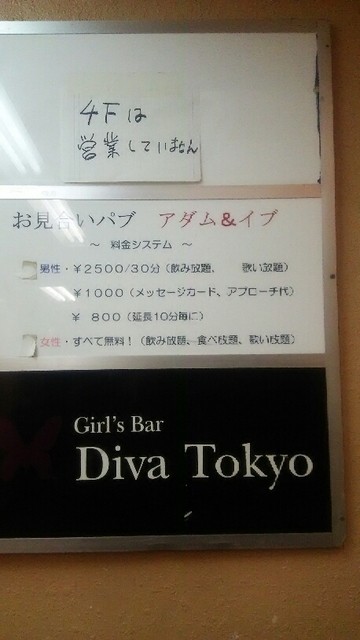 4Fは
営業していません
お見合いパブ アダム&イブ
～ 料金システム ～
男性・￥2500/30分（飲み放題、 歌い放題）
￥1000（メッセージカード、アプローチ代）
￥ 800（延長10分毎に）
女性・すべて無料！（飲み放題、食べ放題、歌い放題）
Girl's Bar
Diva Tokyo